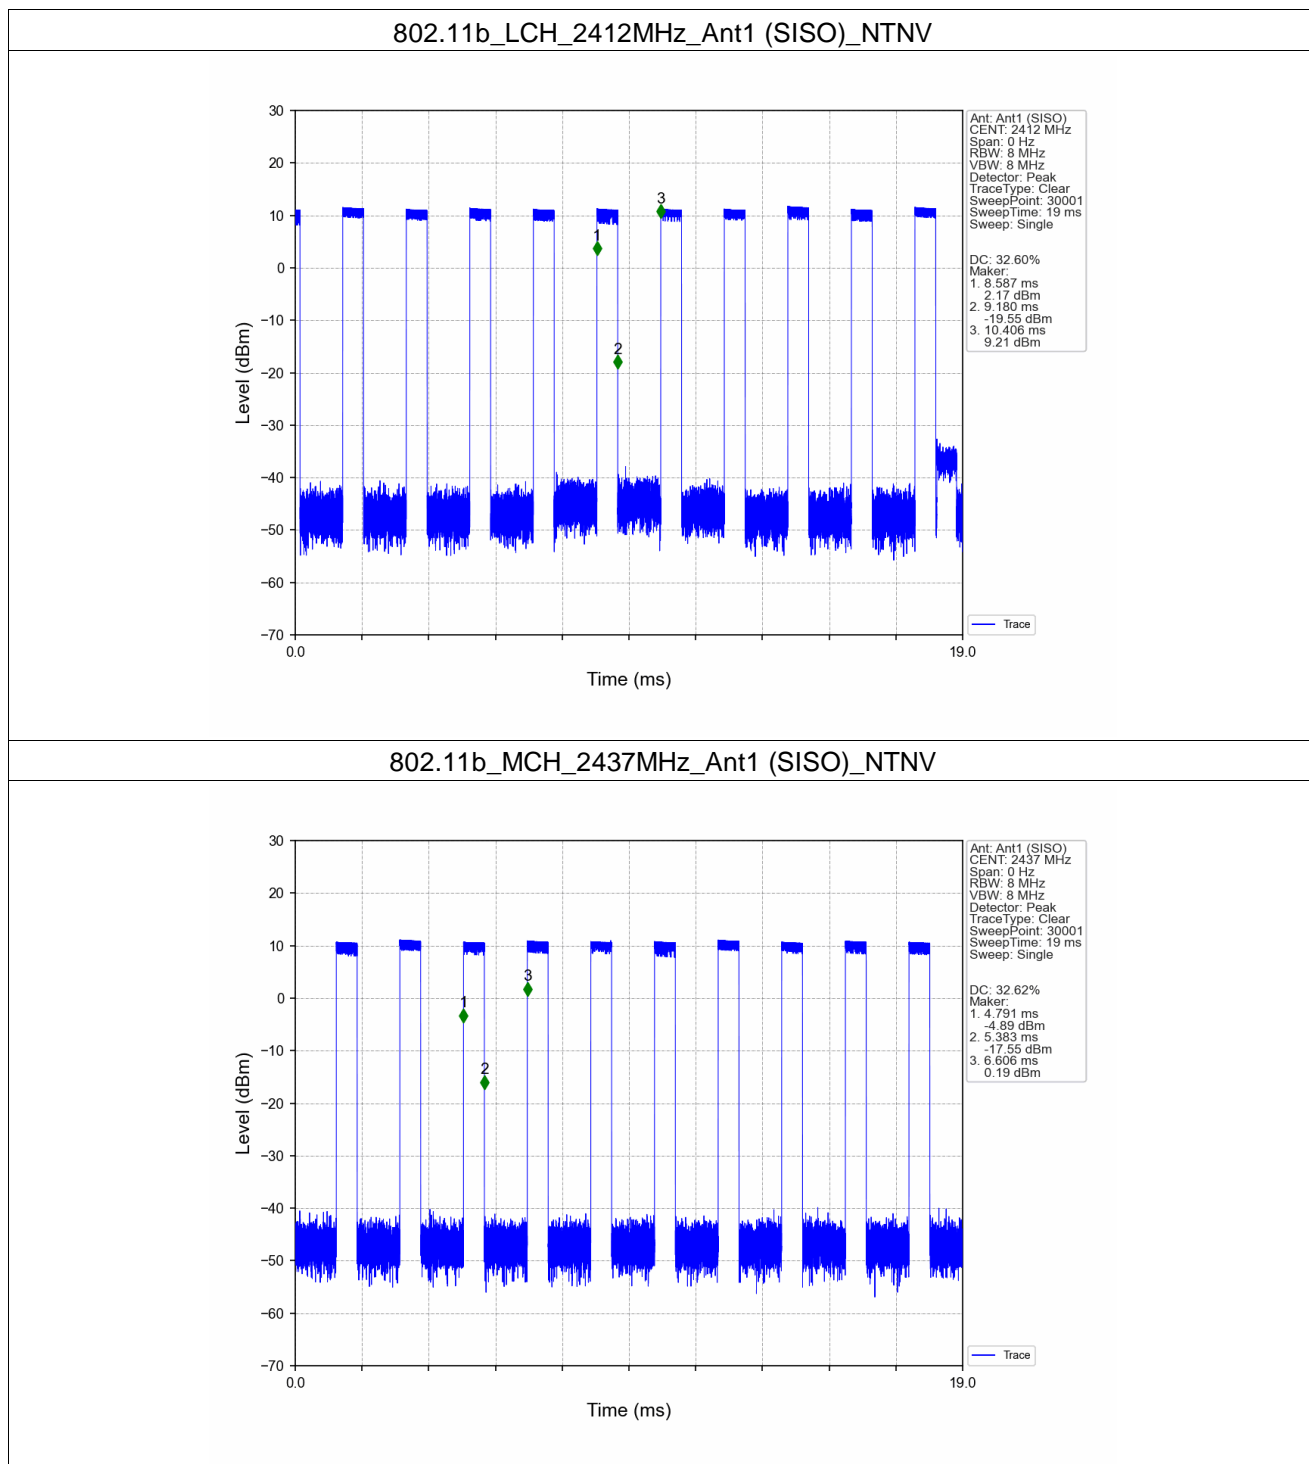 802.11b_LCH_2412MHz_Ant1 (SISO)_NTNV
30
20
10
0
−10
−20
−30
−40
−50
−60
−70
Level (dBm)
1
2
3
0.0
19.0
Time (ms)
Ant: Ant1 (SISO)
CENT: 2412 MHz
Span: 0 Hz
RBW: 8 MHz
VBW: 8 MHz
Detector: Peak
TraceType: Clear
SweepPoint: 30001
SweepTime: 19 ms
Sweep: Single
DC: 32.60%
Maker:
1. 8.587 ms
2.17 dBm
2. 9.180 ms
-19.55 dBm
3. 10.406 ms
9.21 dBm
Trace
802.11b_MCH_2437MHz_Ant1 (SISO)_NTNV
30
20
10
0
−10
−20
−30
−40
−50
−60
−70
Level (dBm)
1
2
3
0.0
19.0
Time (ms)
Ant: Ant1 (SISO)
CENT: 2437 MHz
Span: 0 Hz
RBW: 8 MHz
VBW: 8 MHz
Detector: Peak
TraceType: Clear
SweepPoint: 30001
SweepTime: 19 ms
Sweep: Single
DC: 32.62%
Maker:
1. 4.791 ms
-4.89 dBm
2. 5.383 ms
-17.55 dBm
3. 6.606 ms
0.19 dBm
Trace